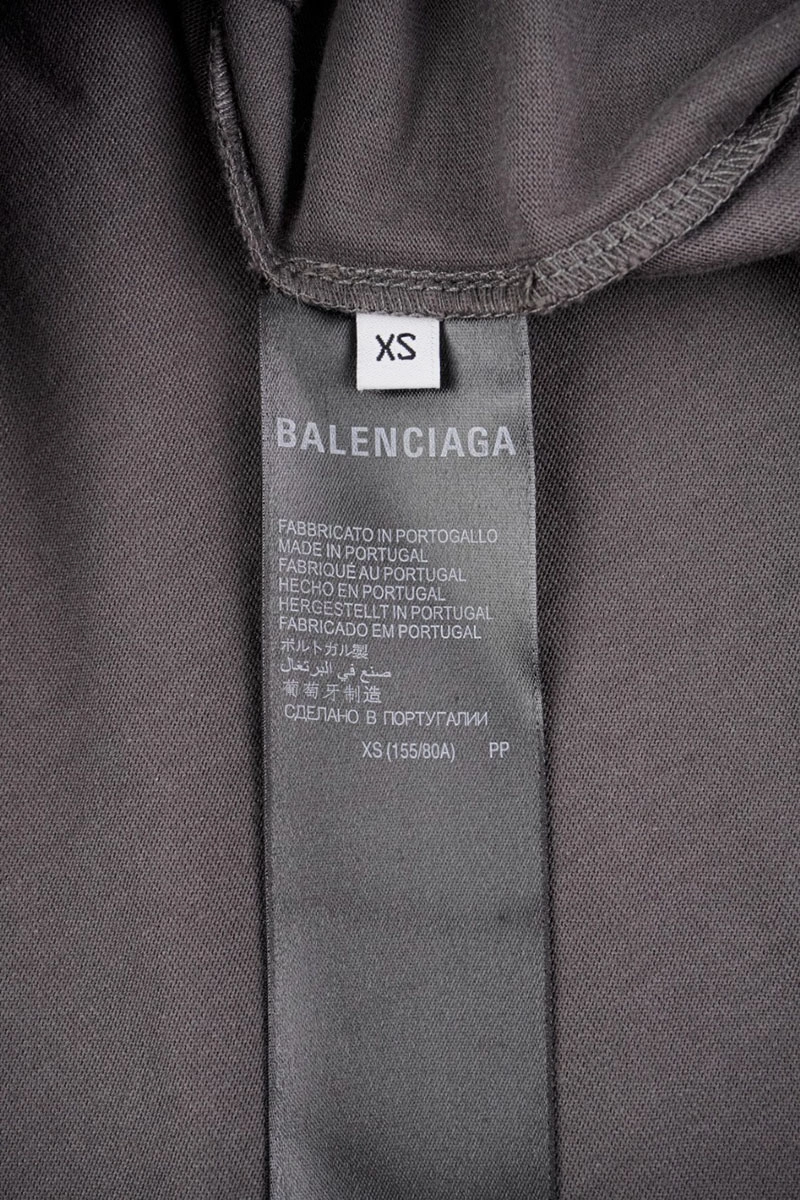 XS
BALENCIAGA
FABBRICATO IN PORTOGALLO
MADE IN PORTUGAL
FABRIQUÉ AU PORTUGAL
HECHO EN PORTUGAL
HERGESTELLT IN PORTUGAL
FABRICADO EM PORTUGAL
ポルトガル製
صنع في البرتغال
葡萄牙制造
СДЕЛАНО В ПОРТУГАЛИИ
XS (155/80A) PP